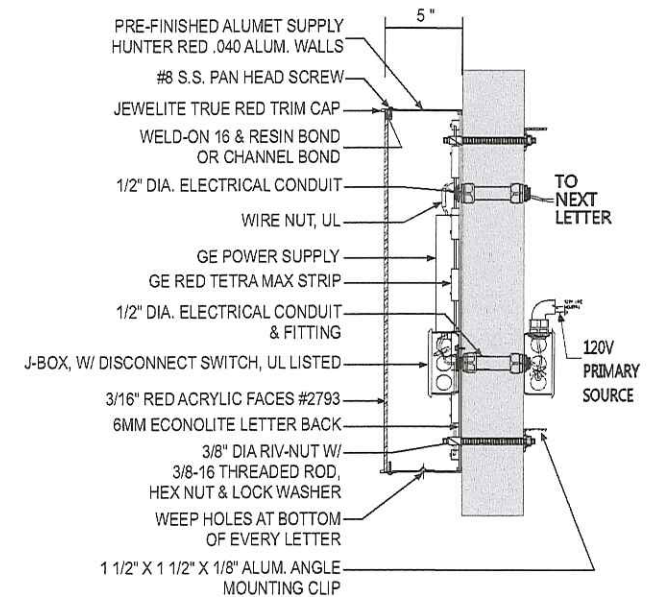 5 "
PRE-FINISHED ALUMET SUPPLY
HUNTER RED .040 ALUM. WALLS
#8 S.S. PAN HEAD SCREW
JEWELITE TRUE RED TRIM CAP
WELD-ON 16 & RESIN BOND
OR CHANNEL BOND
1/2" DIA. ELECTRICAL CONDUIT
WIRE NUT, UL
GE POWER SUPPLY
GE RED TETRA MAX STRIP
1/2" DIA. ELECTRICAL CONDUIT
& FITTING
J-BOX, W/ DISCONNECT SWITCH, UL LISTED
3/16" RED ACRYLIC FACES #2793
6MM ECONOLITE LETTER BACK
3/8" DIA RIV-NUT W/
3/8-16 THREADED ROD,
HEX NUT & LOCK WASHER
WEEP HOLES AT BOTTOM
OF EVERY LETTER
1 1/2" X 1 1/2" X 1/8" ALUM. ANGLE
MOUNTING CLIP
TO
NEXT
LETTER
120V
PRIMARY
SOURCE